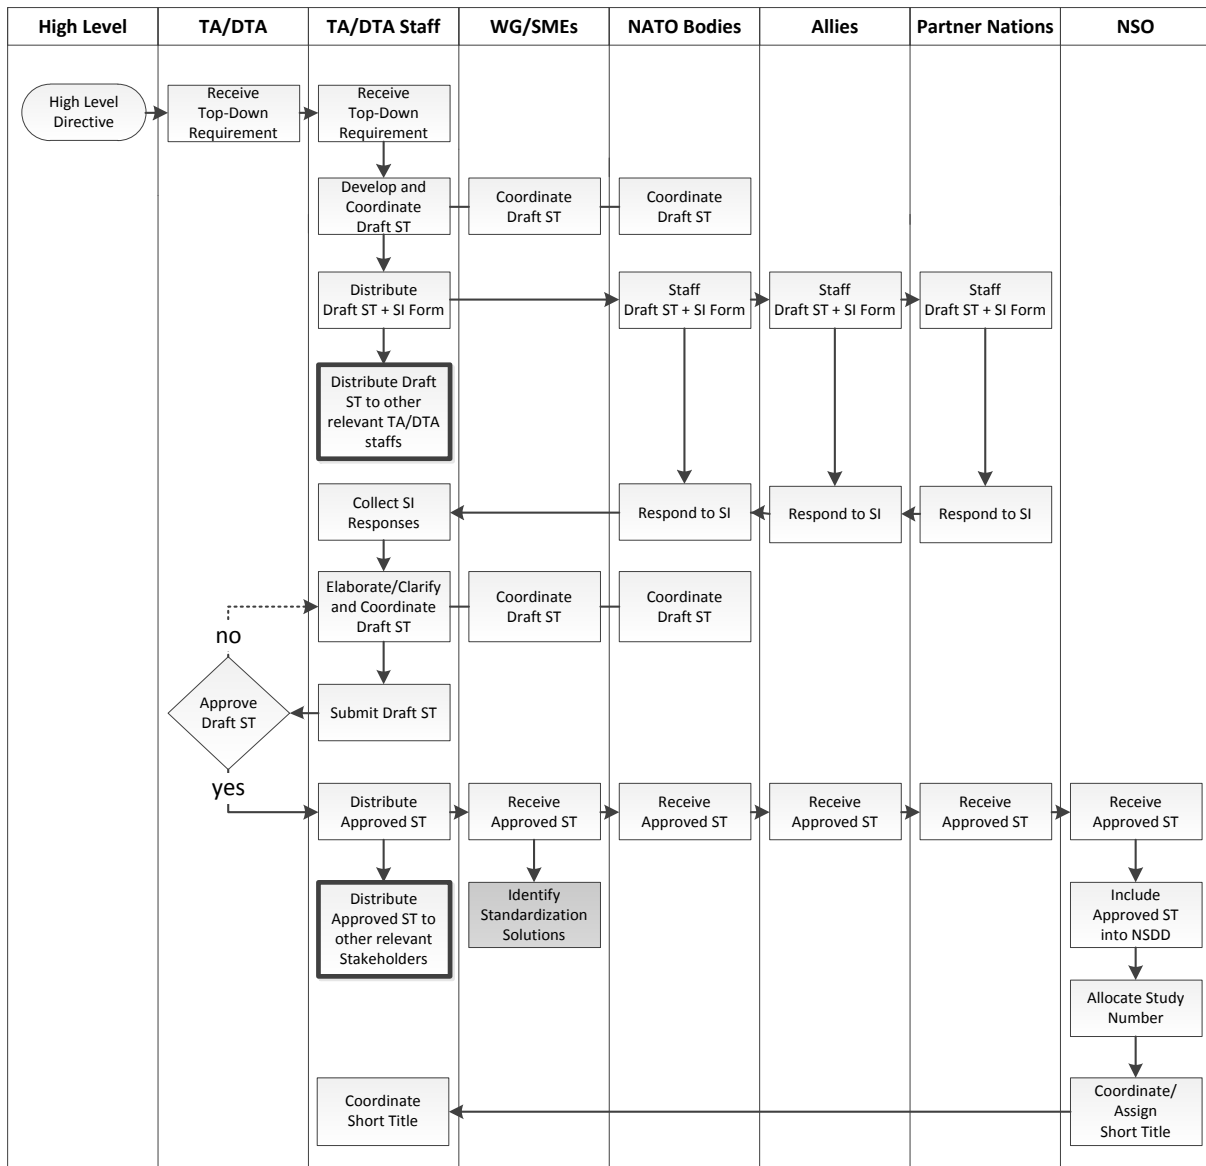 High Level
TA/DTA
TA/DTA Staff
WG/SMEs
NATO Bodies
Allies
Partner Nations
NSO
High Level
Directive
Receive
Top-Down
Requirement
Receive
Top-Down
Requirement
Develop and
Coordinate
Draft ST
Coordinate
Draft ST
Coordinate
Draft ST
Distribute
Draft ST + SI Form
Staff
Draft ST + SI Form
Staff
Draft ST + SI Form
Staff
Draft ST + SI Form
Distribute Draft
ST to other
relevant TA/DTA
staffs
Collect SI
Responses
Respond to SI
Respond to SI
Respond to SI
Elaborate/Clarify
and Coordinate
Draft ST
Coordinate
Draft ST
Coordinate
Draft ST
no
Approve
Draft ST
Submit Draft ST
yes
Distribute
Approved ST
Receive
Approved ST
Receive
Approved ST
Receive
Approved ST
Receive
Approved ST
Receive
Approved ST
Distribute
Approved ST to
other relevant
Stakeholders
Identify
Standardization
Solutions
Include
Approved ST
into NSDD
Allocate Study
Number
Coordinate
Short Title
Coordinate/
Assign
Short Title